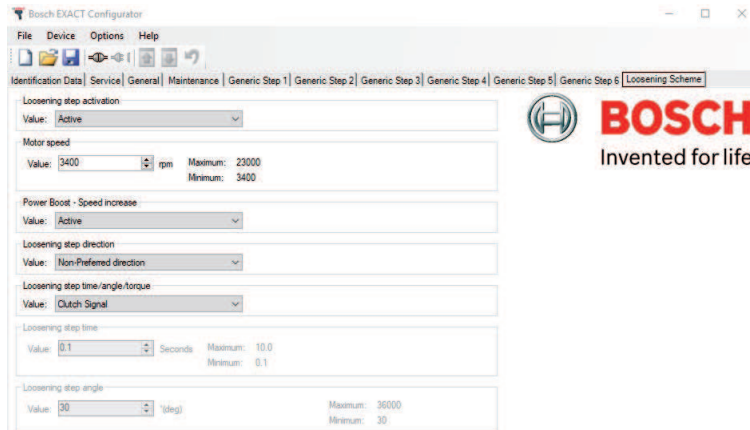 Bosch EXACT Configurator
File Device Options Help
Identification Data Service General Maintenance Generic Step 1 Generic Step 2 Generic Step 3 Generic Step 4 Generic Step 5 Generic Step 6 Loosening Scheme
Loosening step activation
Value: Active
Motor speed
Value: 3400 rpm Maximum: 23000
Minimum: 3400
Power Boost - Speed increase
Value: Active
Loosening step direction
Value: Non-Preferred direction
Loosening step time/angle/torque
Value: Clutch Signal
Loosening step time
Value: 0.1 Seconds Maximum: 10.0
Minimum: 0.1
Loosening step angle
Value: 30 °(deg) Maximum: 36000
Minimum: 30
BOSCH
Invented for life